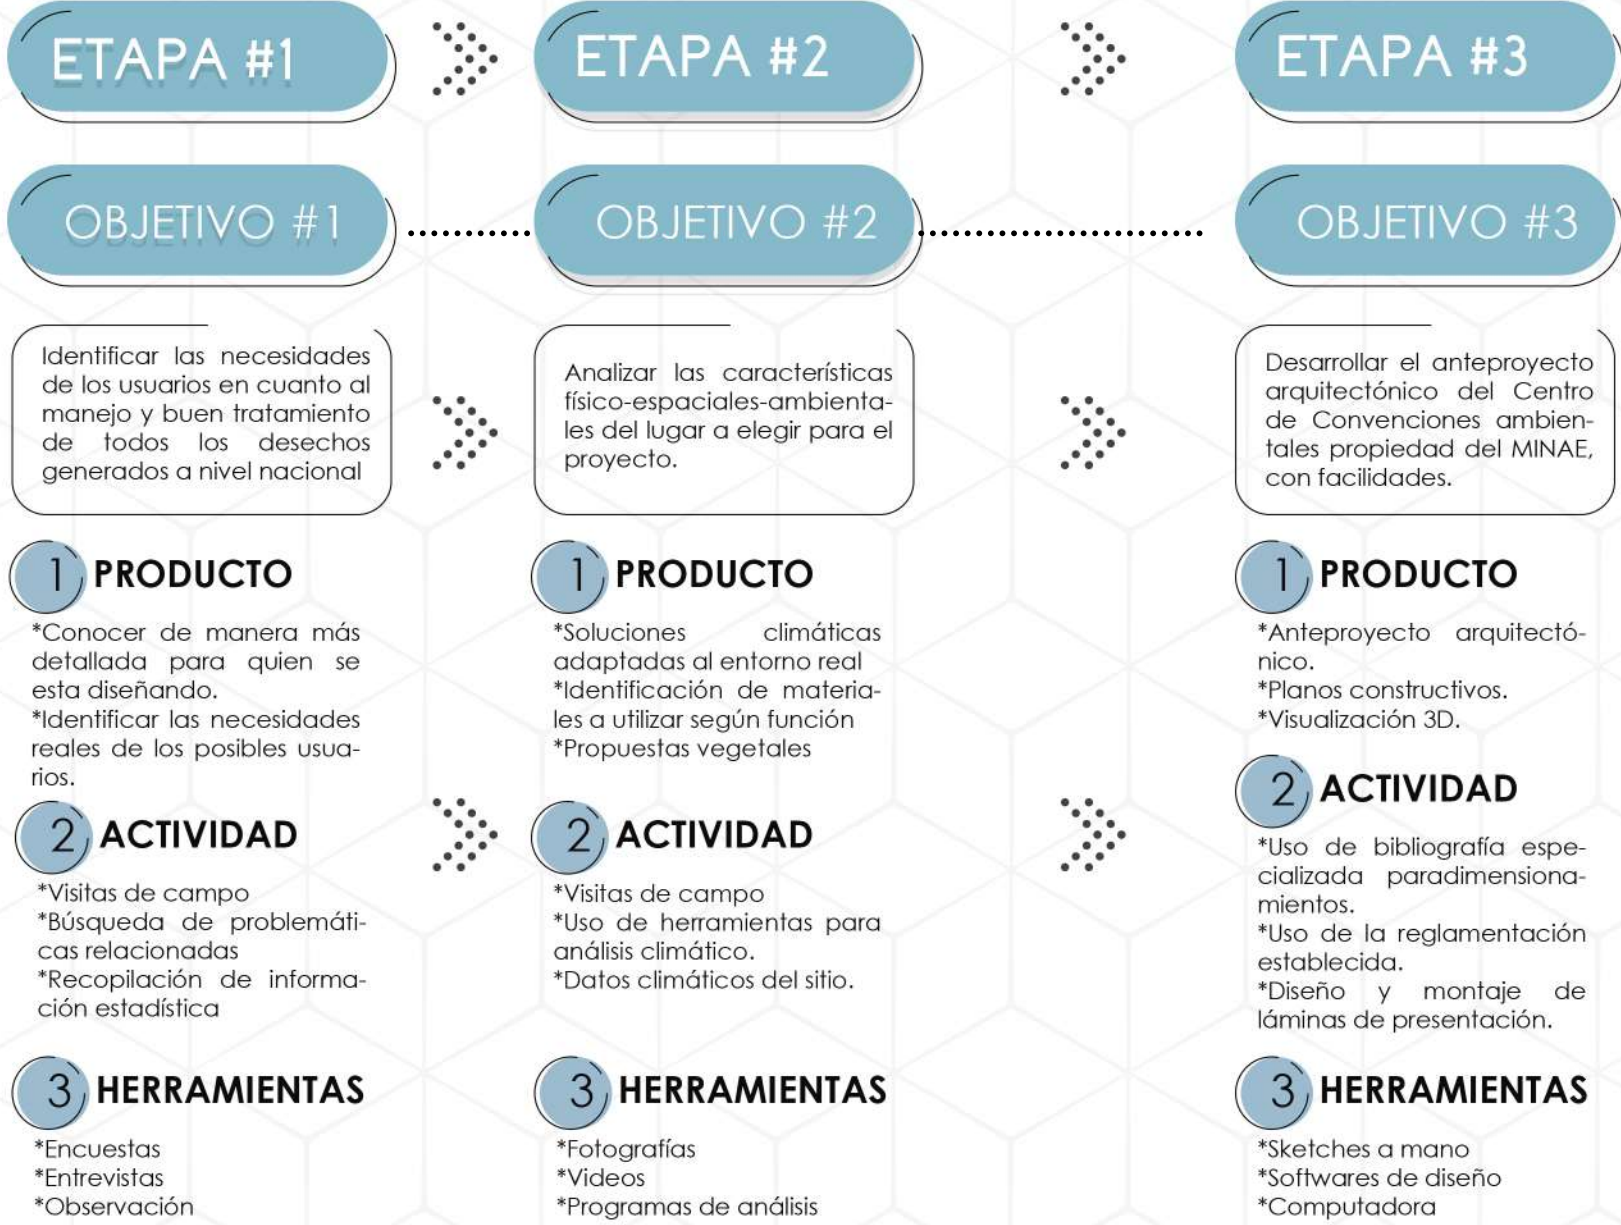 ETAPA #1
OBJETIVO #1
Identificar las necesidades
de los usuarios en cuanto al
manejo y buen tratamiento
de todos los desechos
generados a nivel nacional
1 PRODUCTO
*Conocer de manera más
detallada para quien se
esta diseñando.
*Identificar las necesidades
reales de los posibles usua-
rios.
2 ACTIVIDAD
*Visitas de campo
*Búsqueda de problemáti-
cas relacionadas
*Recopilación de informa-
ción estadística
3 HERRAMIENTAS
*Encuestas
*Entrevistas
*Observación
ETAPA #2
OBJETIVO #2
Analizar las características
físico-espaciales-ambienta-
les del lugar a elegir para el
proyecto.
1 PRODUCTO
*Soluciones climáticas
adaptadas al entorno real
*Identificación de materia-
les a utilizar según función
*Propuestas vegetales
2 ACTIVIDAD
*Visitas de campo
*Uso de herramientas para
análisis climático.
*Datos climáticos del sitio.
3 HERRAMIENTAS
*Fotografías
*Videos
*Programas de análisis
ETAPA #3
OBJETIVO #3
Desarrollar el anteproyecto
arquitectónico del Centro
de Convenciones ambien-
tales propiedad del MINAE,
con facilidades.
1 PRODUCTO
*Anteproyecto arquitectó-
nico.
*Planos constructivos.
*Visualización 3D.
2 ACTIVIDAD
*Uso de bibliografía espe-
cializada paradimensiona-
mientos.
*Uso de la reglamentación
establecida.
*Diseño y montaje de
láminas de presentación.
3 HERRAMIENTAS
*Sketches a mano
*Softwares de diseño
*Computadora